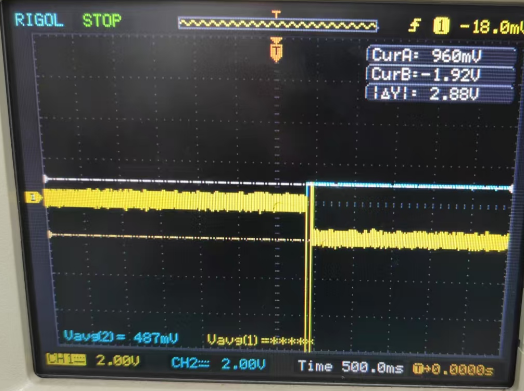 RIGOL STOP T 1 -18.0mV
T
CurA: 960mV
CurB:-1.92V
|ΔY|: 2.88V
1
Vavg(2)= 487mV Vavg(1)=*****
CH1 2.00V CH2 2.00V Time 500.0ms T→0.0000s